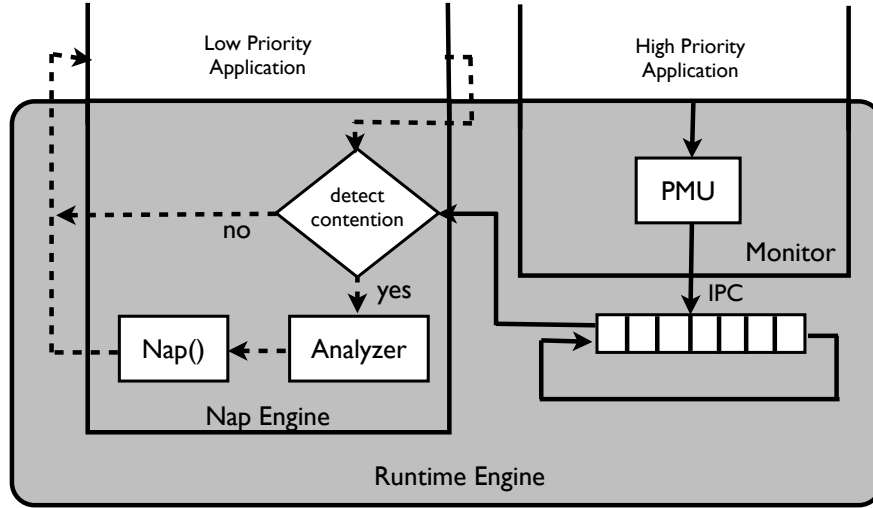 Low Priority
Application
High Priority
Application
detect
contention
PMU
no
Monitor
yes
IPC
Nap()
Analyzer
Nap Engine
Runtime Engine